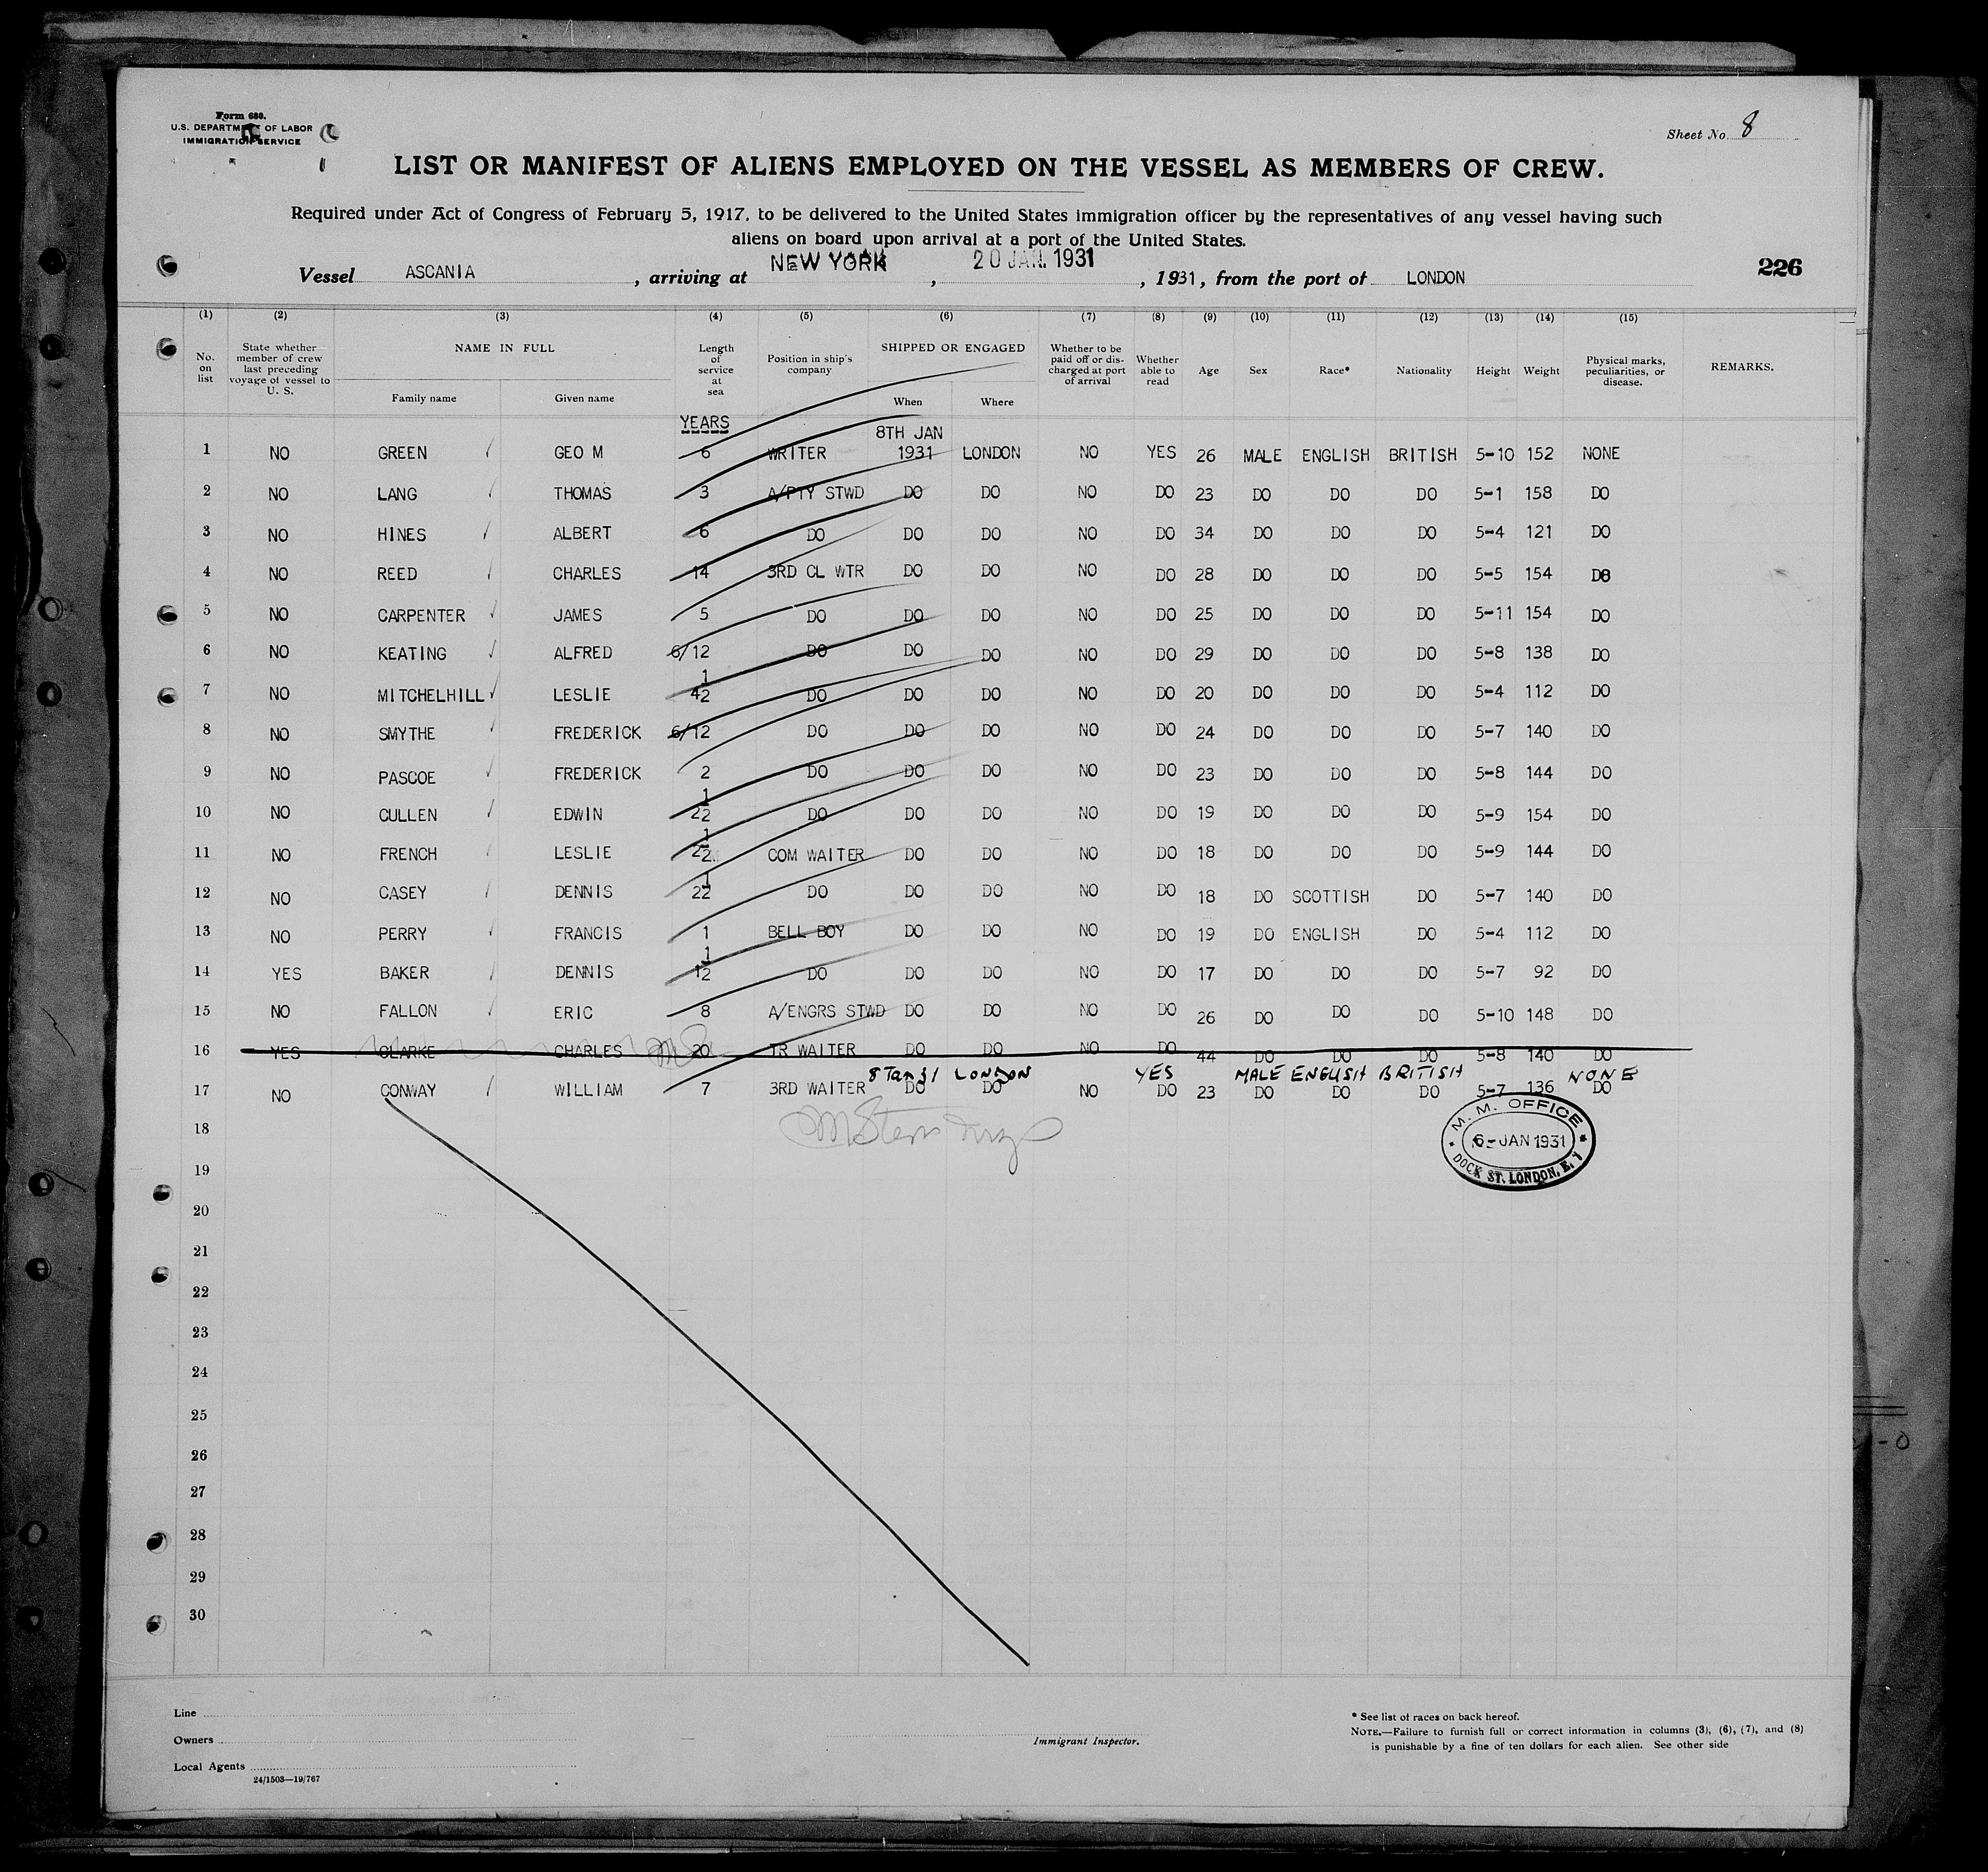 Form 680.
U.S. DEPARTMENT OF LABOR
IMMIGRATION SERVICE
Sheet No. 8
LIST OR MANIFEST OF ALIENS EMPLOYED ON THE VESSEL AS MEMBERS OF CREW.
Required under Act of Congress of February 5, 1917, to be delivered to the United States immigration officer by the representatives of any vessel having such
aliens on board upon arrival at a port of the United States.
Vessel ASCANIA, arriving at NEW YORK, 20 JAN. 1931, 1931, from the port of LONDON
226
(1) (2) (3) (4) (5) (6) (7) (8) (9) (10) (11) (12) (13) (14) (15)
No. on list
State whether member of crew last preceding voyage of vessel to U. S.
NAME IN FULL
Family name
Given name
Length of service at sea
Position in ship's company
SHIPPED OR ENGAGED
When
Where
Whether to be paid off or discharged at port of arrival
Whether able to read
Age
Sex
Race*
Nationality
Height
Weight
Physical marks, peculiarities, or disease.
REMARKS.
YEARS
8TH JAN
1 NO GREEN GEO M 6 WRITER 1931 LONDON NO YES 26 MALE ENGLISH BRITISH 5-10 152 NONE
2 NO LANG THOMAS 3 A/PTY STWD DO DO NO DO 23 DO DO DO 5-1 158 DO
3 NO HINES ALBERT 6 DO DO DO NO DO 34 DO DO DO 5-4 121 DO
4 NO REED CHARLES 14 3RD CL WTR DO DO NO DO 28 DO DO DO 5-5 154 DO
5 NO CARPENTER JAMES 5 DO DO DO NO DO 25 DO DO DO 5-11 154 DO
6 NO KEATING ALFRED 6/12 DO DO DO NO DO 29 DO DO DO 5-8 138 DO
7 NO MITCHELHILL LESLIE 4 1/2 DO DO DO NO DO 20 DO DO DO 5-4 112 DO
8 NO SMYTHE FREDERICK 6/12 DO DO DO NO DO 24 DO DO DO 5-7 140 DO
9 NO PASCOE FREDERICK 2 DO DO DO NO DO 23 DO DO DO 5-8 144 DO
10 NO CULLEN EDWIN 2 1/2 DO DO DO NO DO 19 DO DO DO 5-9 154 DO
11 NO FRENCH LESLIE 2 1/2 COM WAITER DO DO NO DO 18 DO DO DO 5-9 144 DO
12 NO CASEY DENNIS 2 1/2 DO DO DO NO DO 18 DO SCOTTISH DO 5-7 140 DO
13 NO PERRY FRANCIS 1 BELL BOY DO DO NO DO 19 DO ENGLISH DO 5-4 112 DO
14 YES BAKER DENNIS 1 1/2 DO DO DO NO DO 17 DO DO DO 5-7 92 DO
15 NO FALLON ERIC 8 A/ENGRS STWD DO DO NO DO 26 DO DO DO 5-10 148 DO
16 YES CLARKE CHARLES 20 TR WAITER DO DO NO DO 44 DO DO DO 5-8 140 DO
8 Jan 31 LONDON YES MALE ENGLISH BRITISH NONE
17 NO CONWAY WILLIAM 7 3RD WAITER DO DO NO DO 23 DO DO DO 5-7 136 DO
18
19
20
21
22
23
24
25
26
27
28
29
30
M. M. OFFICE
6-JAN 1931
DOCK ST. LONDON, E. 1
Line
Owners
Local Agents
24/1503—19/767
Immigrant Inspector.
* See list of races on back hereof.
NOTE.—Failure to furnish full or correct information in columns (3), (6), (7), and (8)
is punishable by a fine of ten dollars for each alien. See other side